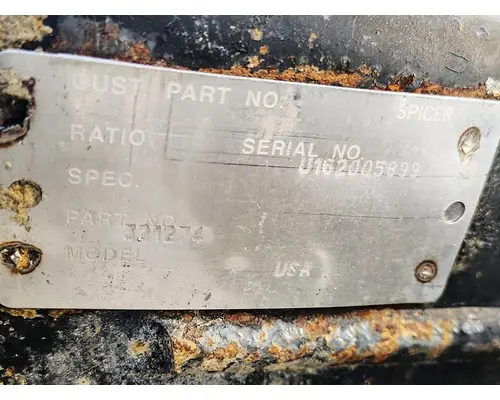 CUST. PART NO.
SPICER
RATIO
SERIAL NO.
U162005899
SPEC.
PART NO.
321274
MODEL
USA